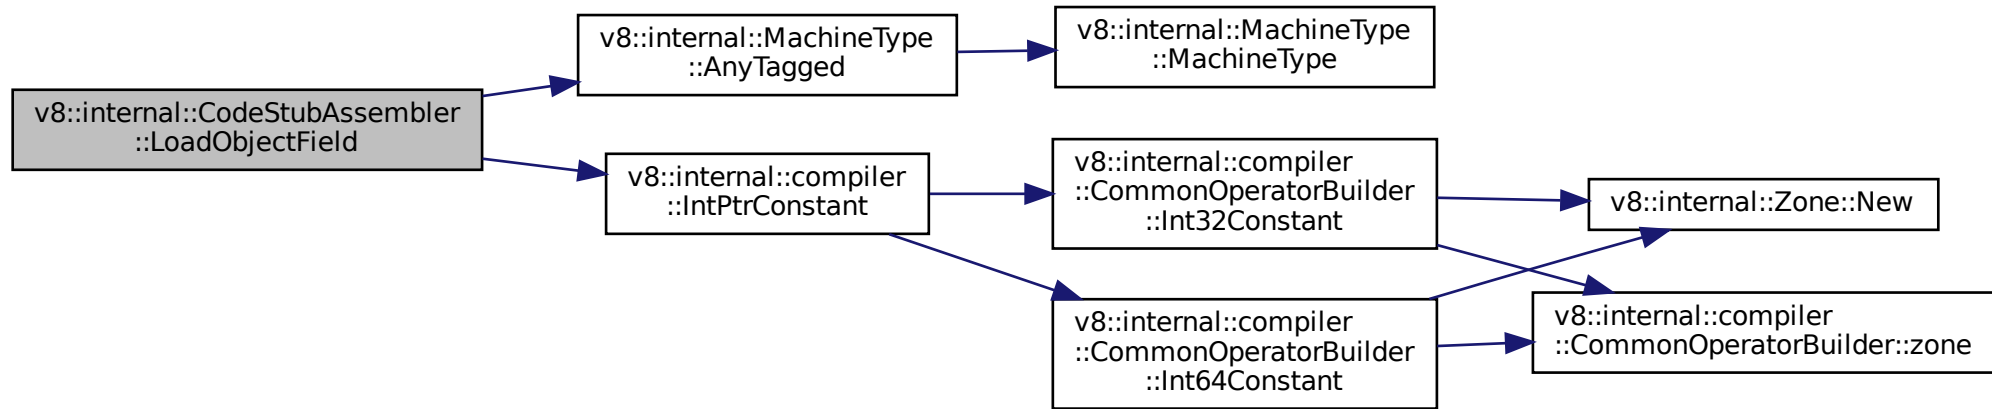 v8::internal::CodeStubAssembler
::LoadObjectField
v8::internal::MachineType
::AnyTagged
v8::internal::MachineType
::MachineType
v8::internal::compiler
::IntPtrConstant
v8::internal::compiler
::CommonOperatorBuilder
::Int32Constant
v8::internal::Zone::New
v8::internal::compiler
::CommonOperatorBuilder
::Int64Constant
v8::internal::compiler
::CommonOperatorBuilder::zone